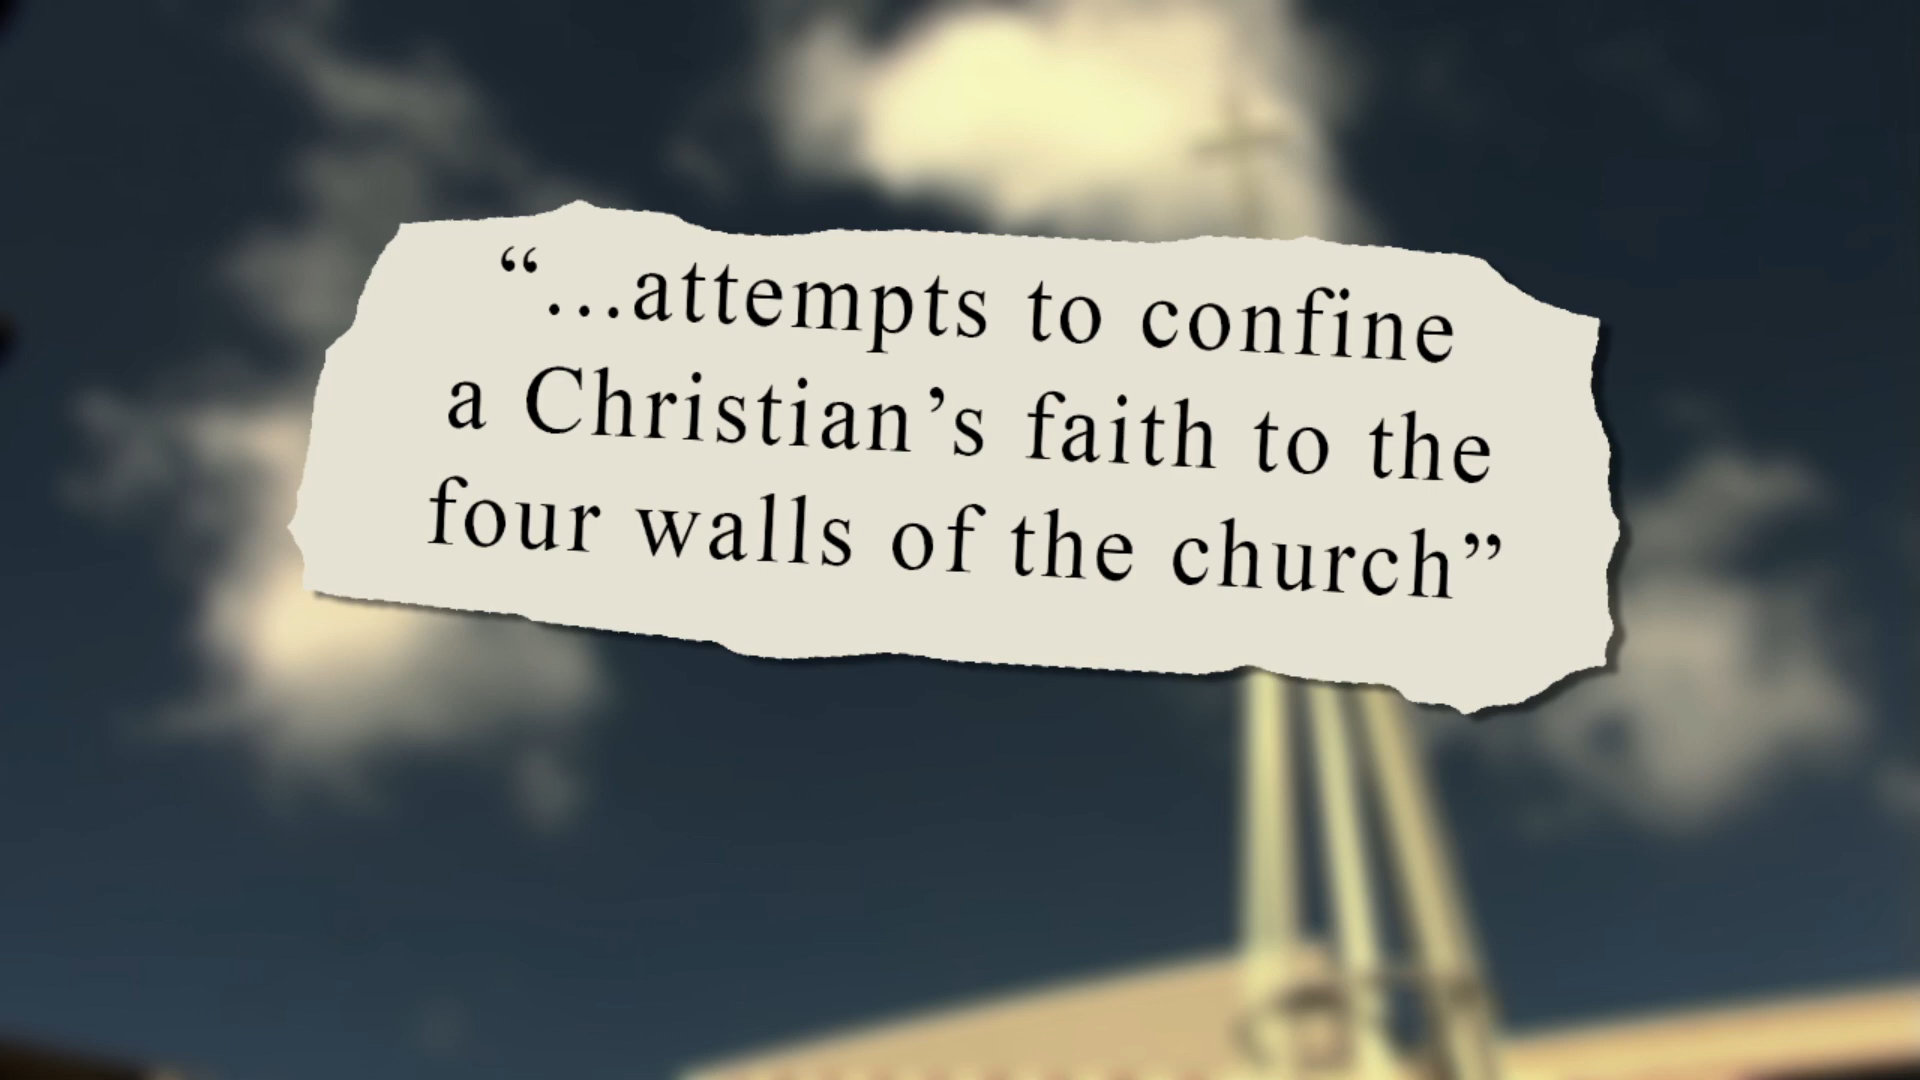 “...attempts to confine
a Christian’s faith to the
four walls of the church”